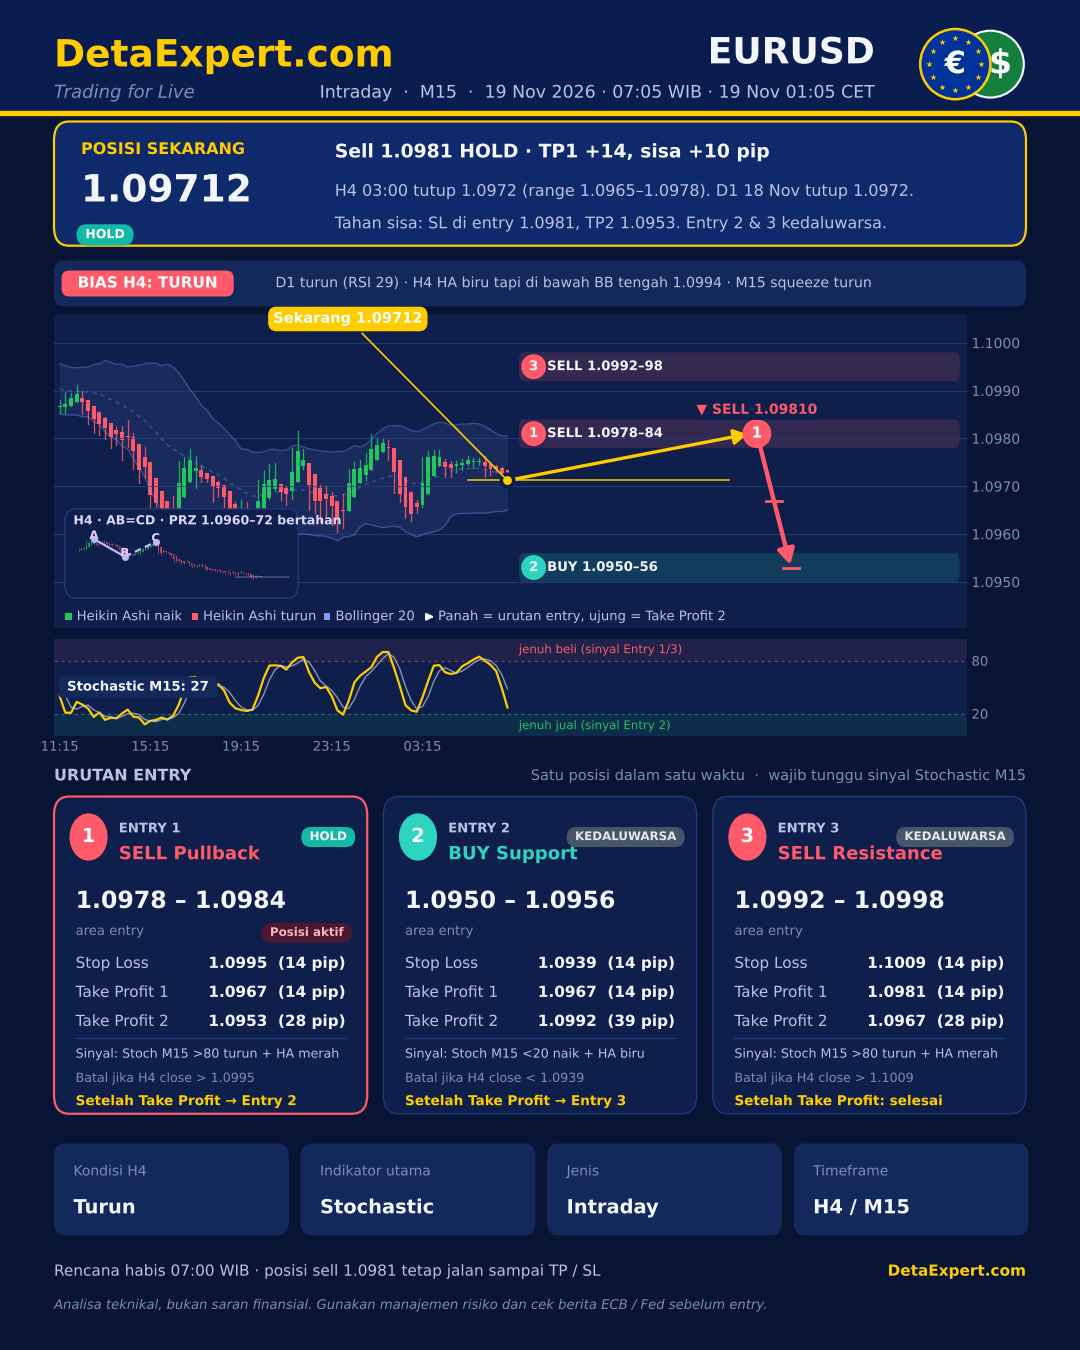 DetaExpert.com
EURUSD
€ $
Trading for Live
Intraday · M15 · 19 Nov 2026 · 07:05 WIB · 19 Nov 01:05 CET
POSISI SEKARANG
1.09712
HOLD
Sell 1.0981 HOLD · TP1 +14, sisa +10 pip
H4 03:00 tutup 1.0972 (range 1.0965–1.0978). D1 18 Nov tutup 1.0972.
Tahan sisa: SL di entry 1.0981, TP2 1.0953. Entry 2 & 3 kedaluwarsa.
BIAS H4: TURUN
D1 turun (RSI 29) · H4 HA biru tapi di bawah BB tengah 1.0994 · M15 squeeze turun
Sekarang 1.09712
1.1000
3 SELL 1.0992–98
1.0990
▼ SELL 1.09810
1 SELL 1.0978–84
1
1.0980
1.0970
H4 · AB=CD · PRZ 1.0960–72 bertahan
A B C
1.0960
2 BUY 1.0950–56
1.0950
Heikin Ashi naik
Heikin Ashi turun
Bollinger 20
Panah = urutan entry, ujung = Take Profit 2
jenuh beli (sinyal Entry 1/3)
80
Stochastic M15: 27
20
jenuh jual (sinyal Entry 2)
11:15 15:15 19:15 23:15 03:15
URUTAN ENTRY
Satu posisi dalam satu waktu · wajib tunggu sinyal Stochastic M15
1
ENTRY 1
HOLD
SELL Pullback
1.0978 – 1.0984
area entry
Posisi aktif
Stop Loss 1.0995 (14 pip)
Take Profit 1 1.0967 (14 pip)
Take Profit 2 1.0953 (28 pip)
Sinyal: Stoch M15 >80 turun + HA merah
Batal jika H4 close > 1.0995
Setelah Take Profit → Entry 2
2
ENTRY 2
KEDALUWARSA
BUY Support
1.0950 – 1.0956
area entry
Stop Loss 1.0939 (14 pip)
Take Profit 1 1.0967 (14 pip)
Take Profit 2 1.0992 (39 pip)
Sinyal: Stoch M15 <20 naik + HA biru
Batal jika H4 close < 1.0939
Setelah Take Profit → Entry 3
3
ENTRY 3
KEDALUWARSA
SELL Resistance
1.0992 – 1.0998
area entry
Stop Loss 1.1009 (14 pip)
Take Profit 1 1.0981 (14 pip)
Take Profit 2 1.0967 (28 pip)
Sinyal: Stoch M15 >80 turun + HA merah
Batal jika H4 close > 1.1009
Setelah Take Profit: selesai
Kondisi H4
Turun
Indikator utama
Stochastic
Jenis
Intraday
Timeframe
H4 / M15
Rencana habis 07:00 WIB · posisi sell 1.0981 tetap jalan sampai TP / SL
DetaExpert.com
Analisa teknikal, bukan saran finansial. Gunakan manajemen risiko dan cek berita ECB / Fed sebelum entry.